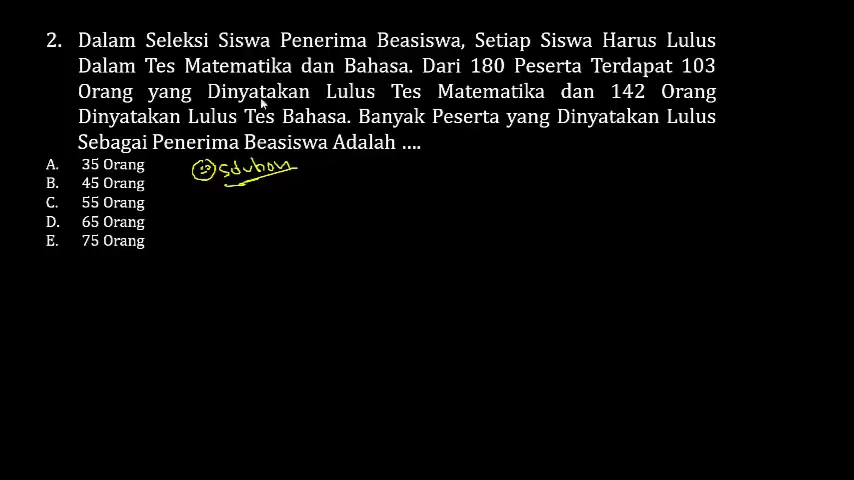 2. Dalam Seleksi Siswa Penerima Beasiswa, Setiap Siswa Harus Lulus
Dalam Tes Matematika dan Bahasa. Dari 180 Peserta Terdapat 103
Orang yang Dinyatakan Lulus Tes Matematika dan 142 Orang
Dinyatakan Lulus Tes Bahasa. Banyak Peserta yang Dinyatakan Lulus
Sebagai Penerima Beasiswa Adalah ....
A. 35 Orang
Solution
B. 45 Orang
C. 55 Orang
D. 65 Orang
E. 75 Orang